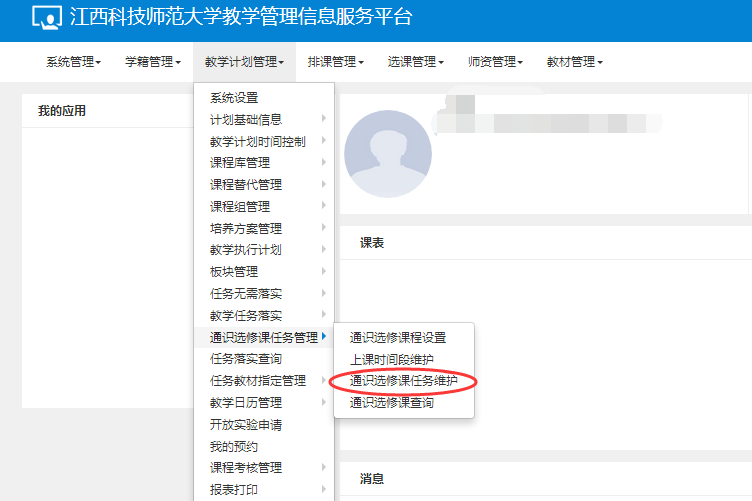 江西科技师范大学教学管理信息服务平台
系统管理 学籍管理 教学计划管理 排课管理 选课管理 师资管理 教材管理
我的应用
系统设置
计划基础信息
教学计划时间控制
课程库管理
课程替代管理
课程组管理
培养方案管理
教学执行计划
板块管理
任务无需落实
教学任务落实
通识选修课任务管理
任务落实查询
任务教材指定管理
教学日历管理
开放实验申请
我的预约
课程考核管理
报表打印
通识选修课程设置
上课时间段维护
通识选修课任务维护
通识选修课查询
课表
消息